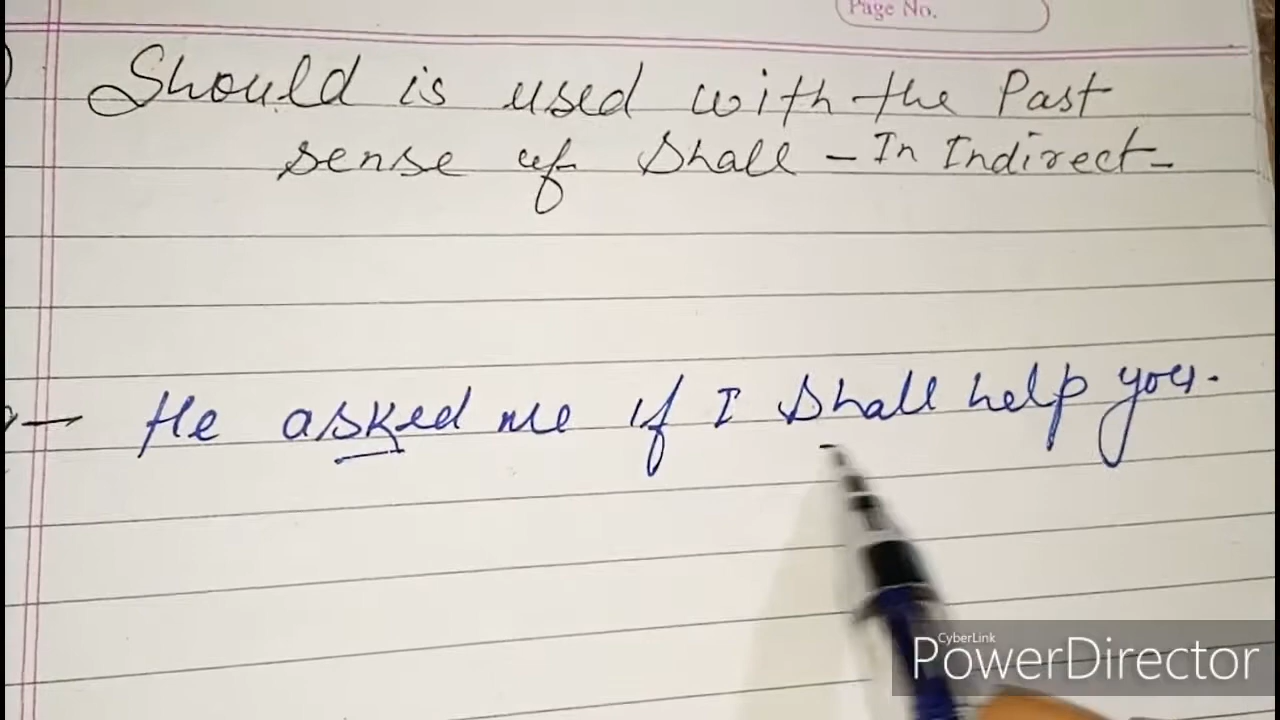 Page No.
Should is used with the Past
sense of Shall - In Indirect -
He asked me if I Shall help you.
CyberLink
PowerDirector